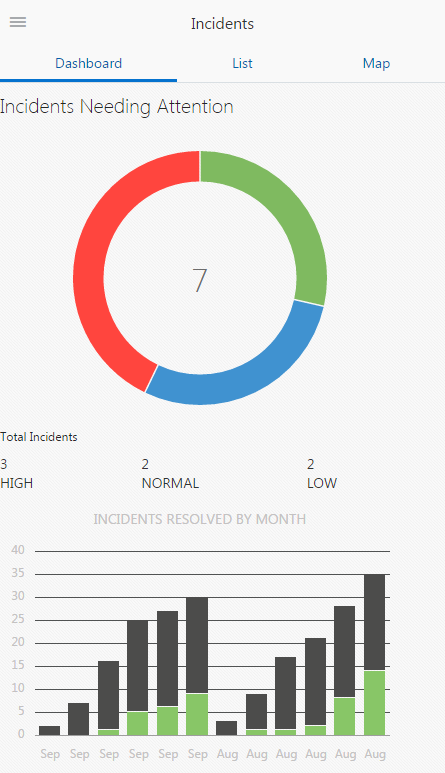 Incidents
Dashboard List Map
Incidents Needing Attention
7
Total Incidents
3 2 2
HIGH NORMAL LOW
INCIDENTS RESOLVED BY MONTH
40
35
30
25
20
15
10
5
0
Sep Sep Sep Sep Sep Sep Aug Aug Aug Aug Aug Aug